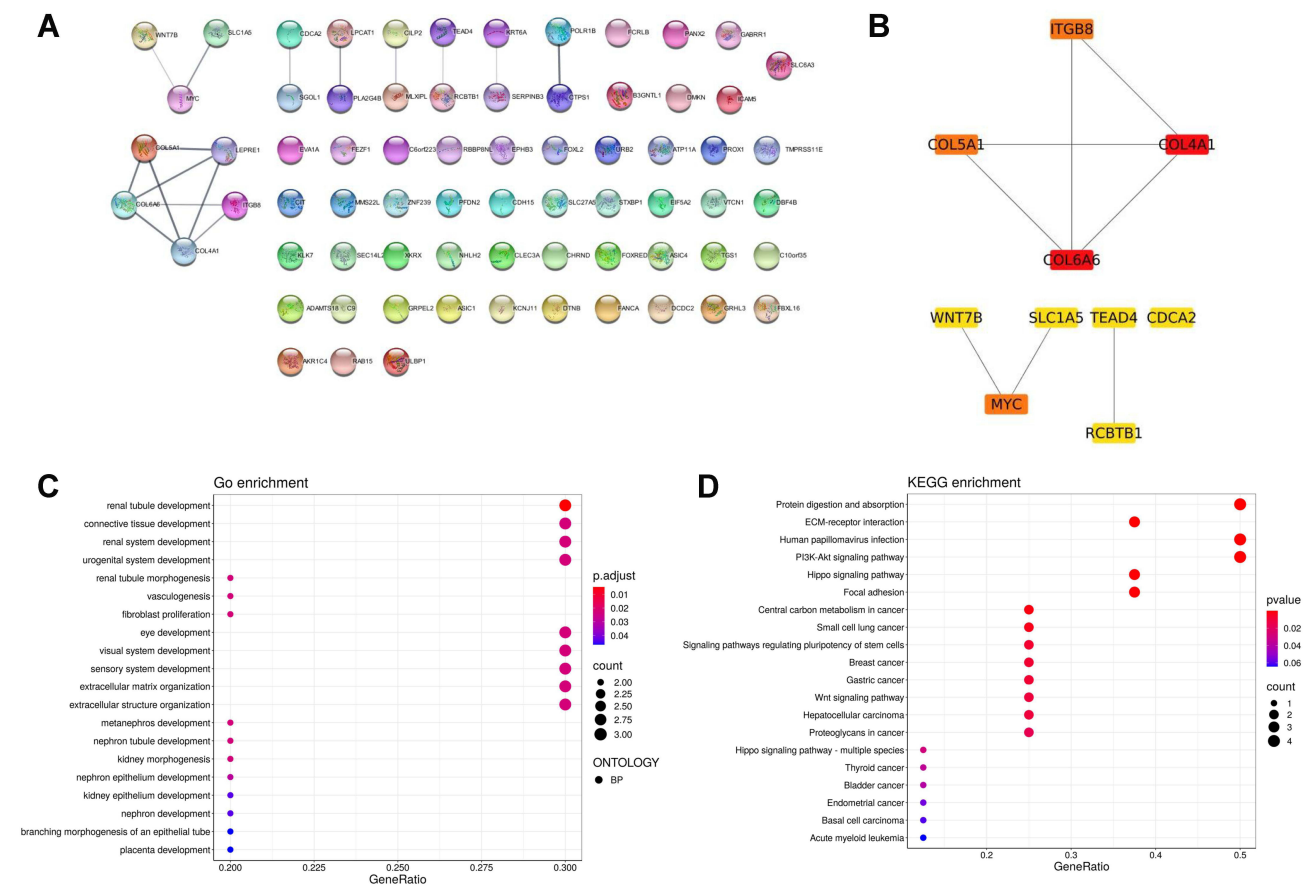 A
WNT7B
SLC1A5
MYC
CDCA2
LPCAT1
CILP2
TEAD4
KRT6A
POLR1B
FCRLB
PANX2
GABRR1
SLC6A3
SGOL1
PLA2G4B
MLXIPL
RCBTB1
SERPINB3
CTPS1
B3GNTL1
DMKN
ICAM5
COL5A1
LEPRE1
COL6A6
ITGB8
COL4A1
EVA1A
FEZF1
C6orf223
RBBP8NL
EPHB3
FOXL2
URB2
ATP11A
PROX1
TMPRSS11E
CIT
MMS22L
ZNF239
PFDN2
CDH15
SLC27A5
STXBP1
EIF5A2
VTCN1
DBF4B
KLK7
SEC14L2
XKRX
NHLH2
CLEC3A
CHRND
FOXRED
ASIC4
TGS1
C10orf35
ADAMTS18
C9
GRPEL2
ASIC1
KCNJ11
DTNB
FANCA
DCDC2
GRHL3
FBXL16
AKR1C4
RAB15
ULBP1
B
ITGB8
COL5A1
COL4A1
COL6A6
WNT7B
SLC1A5
TEAD4
CDCA2
MYC
RCBTB1
C
Go enrichment
renal tubule development
connective tissue development
renal system development
urogenital system development
renal tubule morphogenesis
vasculogenesis
fibroblast proliferation
eye development
visual system development
sensory system development
extracellular matrix organization
extracellular structure organization
metanephros development
nephron tubule development
kidney morphogenesis
nephron epithelium development
kidney epithelium development
nephron development
branching morphogenesis of an epithelial tube
placenta development
0.200
0.225
0.250
0.275
0.300
GeneRatio
p.adjust
0.01
0.02
0.03
0.04
count
2.00
2.25
2.50
2.75
3.00
ONTOLOGY
BP
D
KEGG enrichment
Protein digestion and absorption
ECM-receptor interaction
Human papillomavirus infection
PI3K-Akt signaling pathway
Hippo signaling pathway
Focal adhesion
Central carbon metabolism in cancer
Small cell lung cancer
Signaling pathways regulating pluripotency of stem cells
Breast cancer
Gastric cancer
Wnt signaling pathway
Hepatocellular carcinoma
Proteoglycans in cancer
Hippo signaling pathway - multiple species
Thyroid cancer
Bladder cancer
Endometrial cancer
Basal cell carcinoma
Acute myeloid leukemia
0.2
0.3
0.4
0.5
GeneRatio
pvalue
0.02
0.04
0.06
count
1
2
3
4